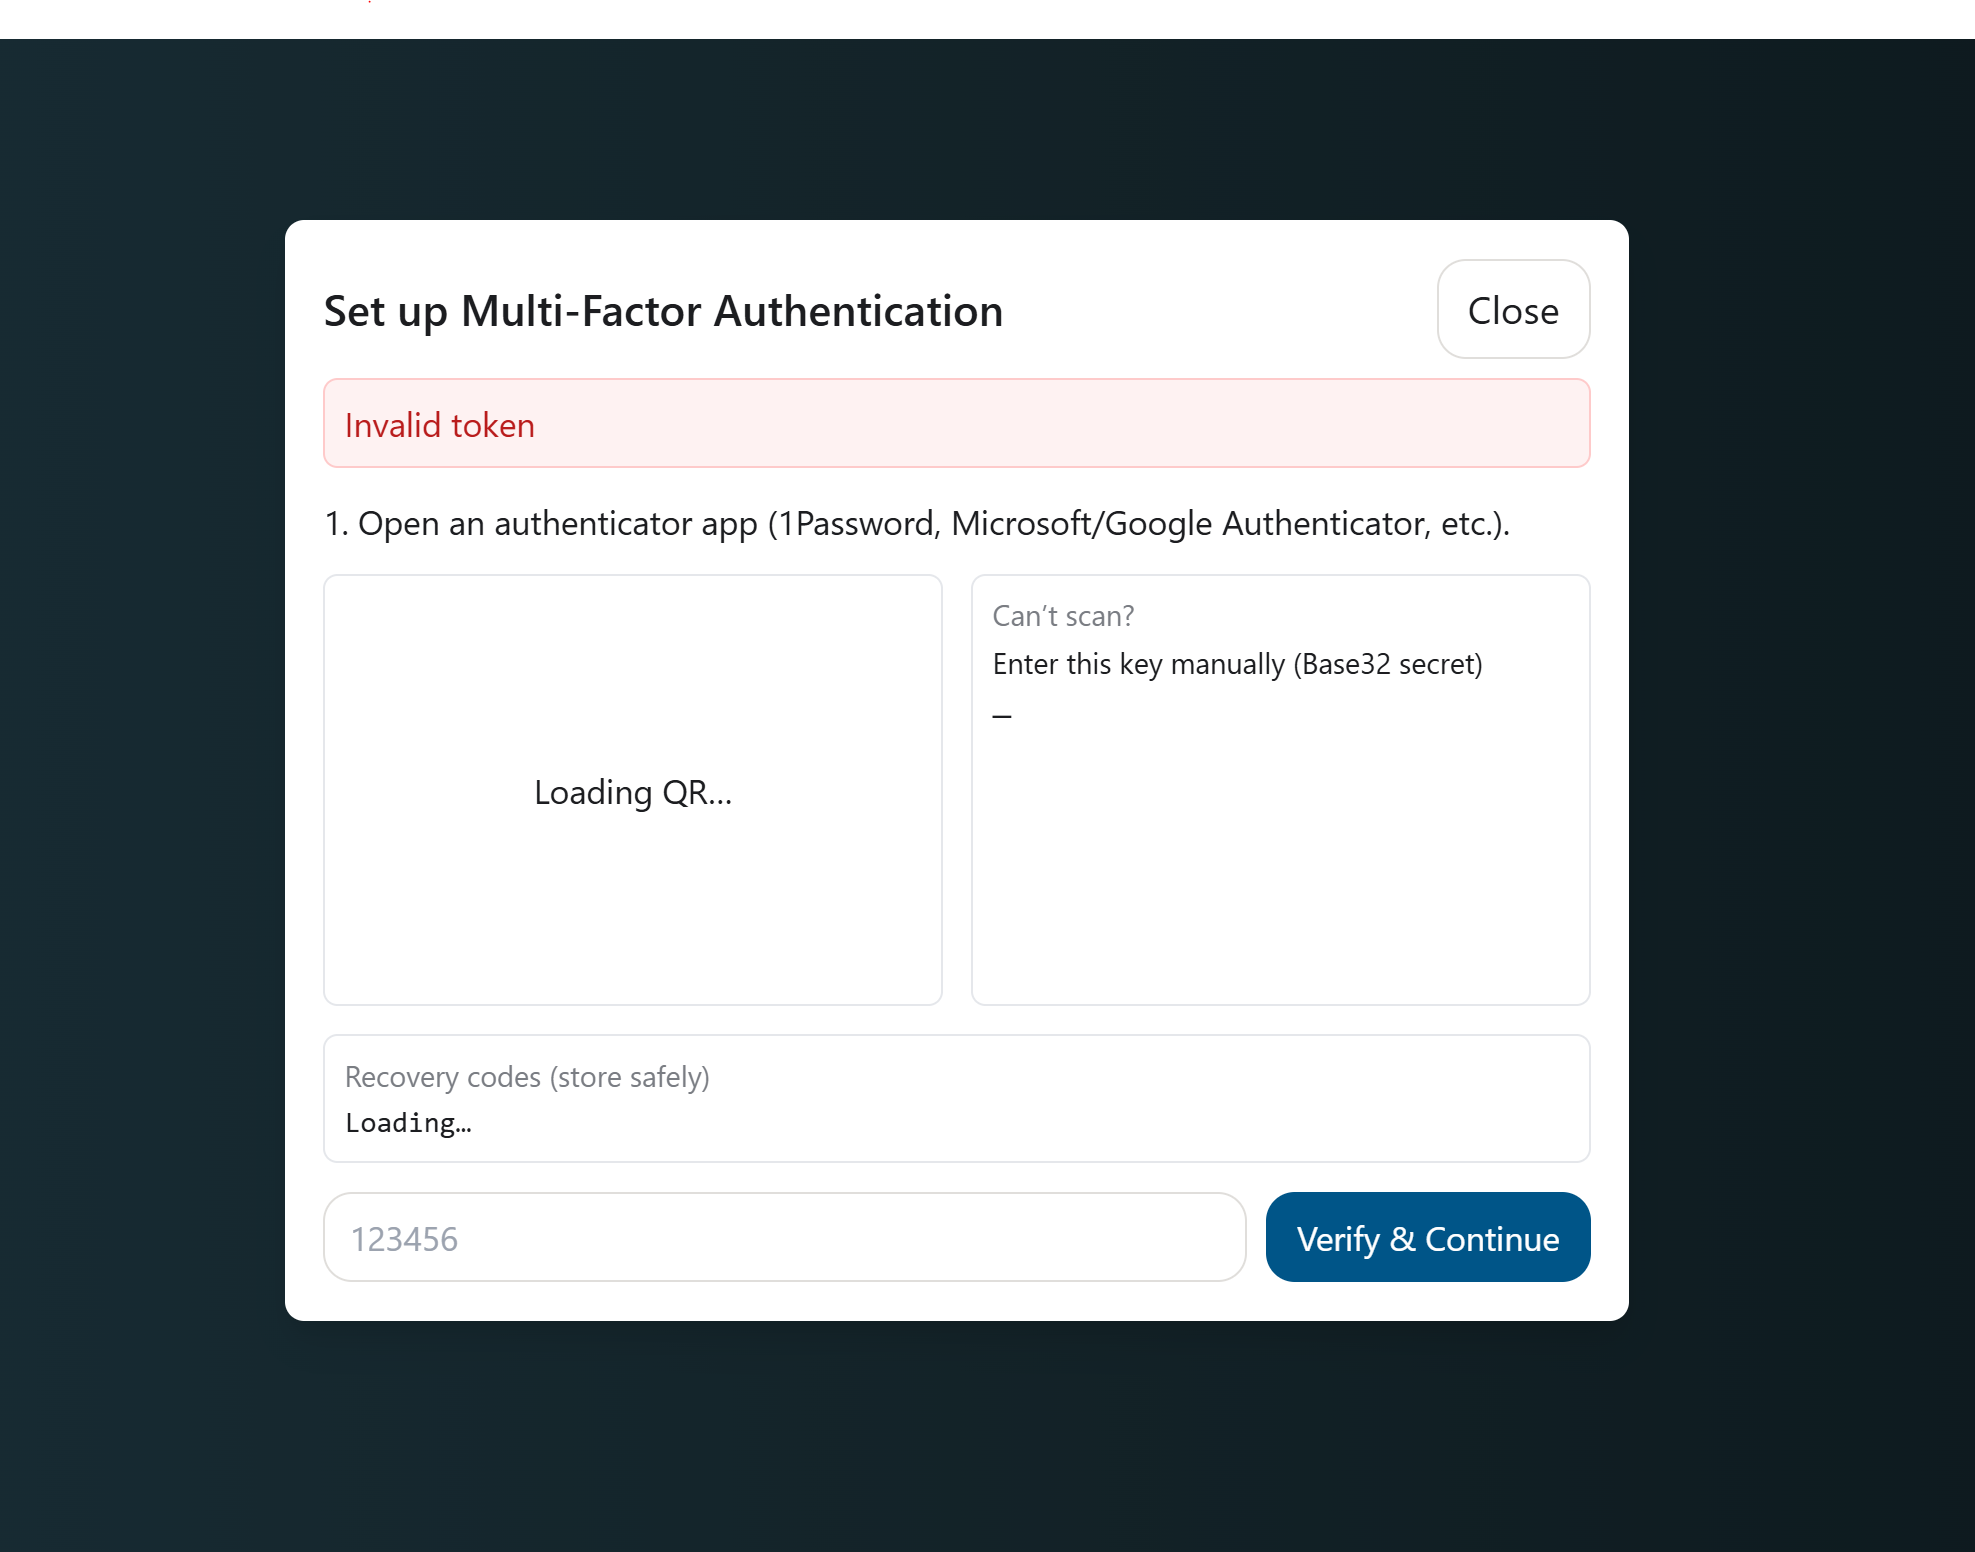 Set up Multi-Factor Authentication
Close
Invalid token
1. Open an authenticator app (1Password, Microsoft/Google Authenticator, etc.).
Loading QR…
Can’t scan?
Enter this key manually (Base32 secret)
—
Recovery codes (store safely)
Loading…
123456
Verify & Continue